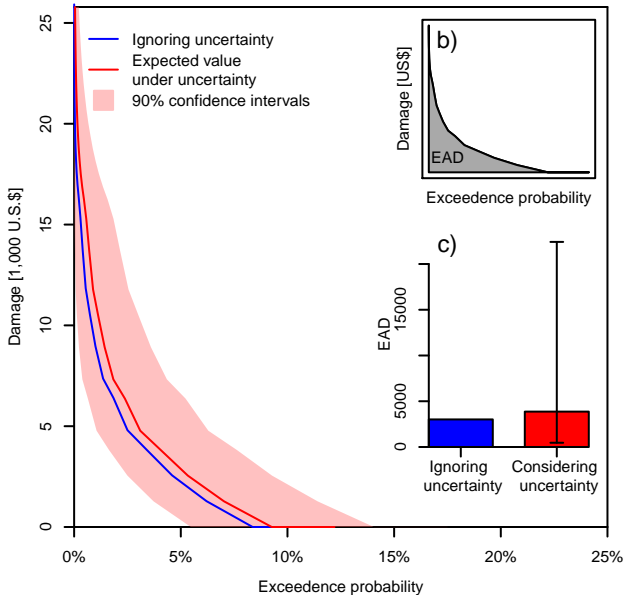 Ignoring uncertainty
Expected value
under uncertainty
90% confidence intervals
Damage [1,000 U.S.$]
25
20
15
10
5
0
0%
5%
10%
15%
20%
25%
Exceedence probability
b)
Damage [US$]
EAD
Exceedence probability
c)
EAD
15000
5000
0
Ignoring
uncertainty
Considering
uncertainty